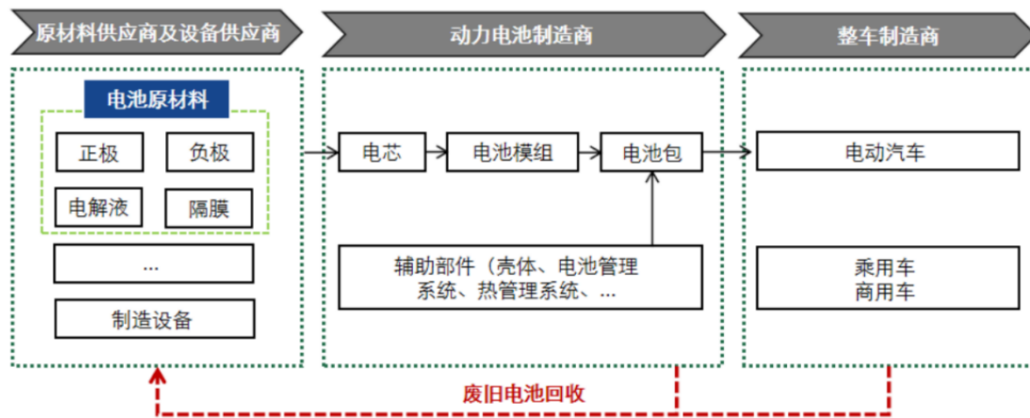 原材料供应商及设备供应商
动力电池制造商
整车制造商
电池原材料
正极
负极
电解液
隔膜
...
制造设备
电芯
电池模组
电池包
辅助部件（壳体、电池管理
系统、热管理系统、...
电动汽车
乘用车
商用车
废旧电池回收